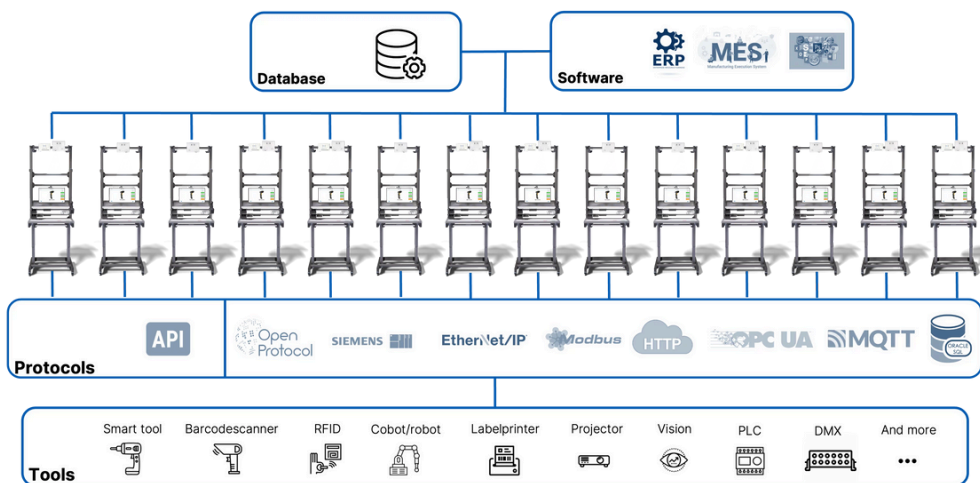 Database
ERP
MES
Manufacturing Execution System
Software
Protocols
API
Open
Protocol
SIEMENS
EtherNet/IP
Modbus
HTTP
OPC UA
MQTT
ORACLE
SQL
Smart tool
Barcodescanner
RFID
Cobot/robot
Labelprinter
Projector
Vision
PLC
DMX
And more
Tools